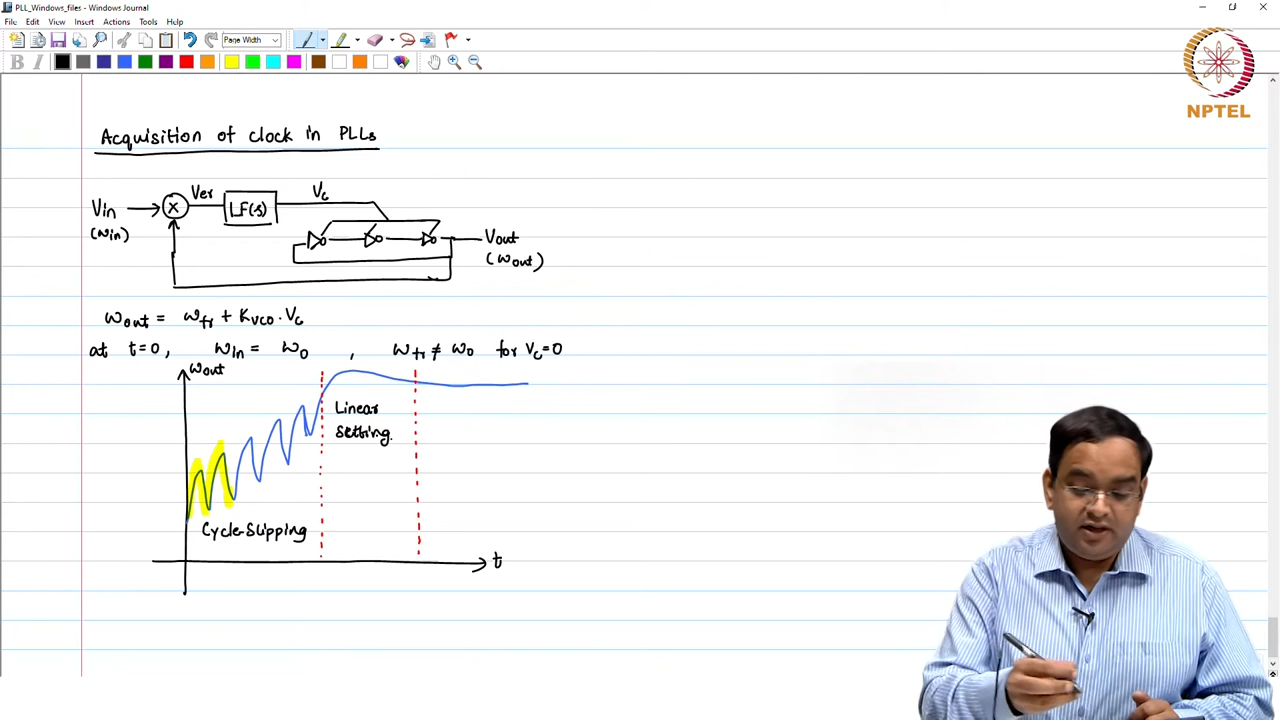 PLL_Windows_files - Windows Journal
File Edit View Insert Actions Tools Help
Page Width
B I
NPTEL
Acquisition of clock in PLLs
Vin
(ωin)
×
Ver
LF(s)
Vc
Vout
(ωout)
ωout = ωfr + Kvco . Vc
at t=0, ωin = ω0 , ωfr ≠ ω0 for Vc=0
ωout
Linear
Settling.
Cycle-Slipping
t